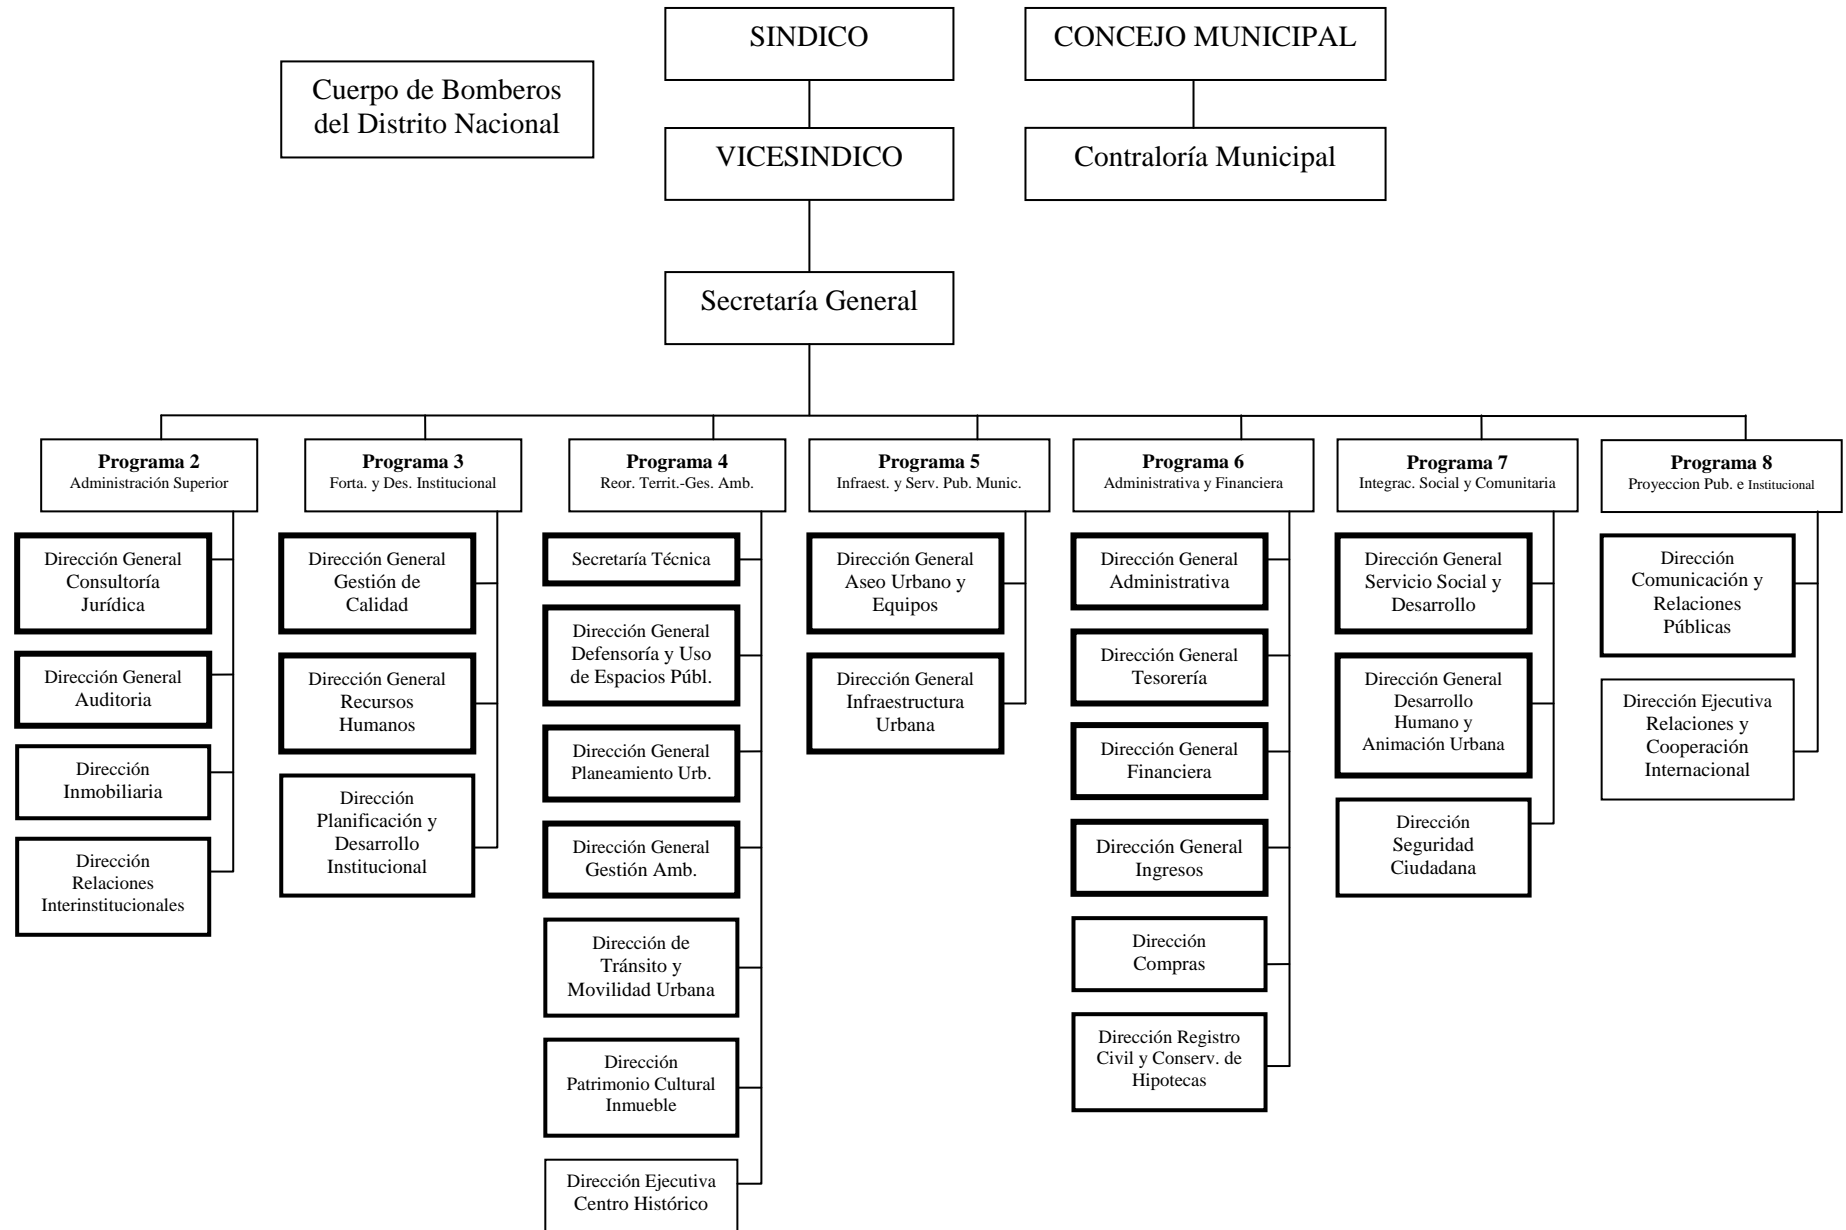 SINDICO
CONCEJO MUNICIPAL
Cuerpo de Bomberos
del Distrito Nacional
VICESINDICO
Contraloría Municipal
Secretaría General
Programa 2
Administración Superior
Dirección General
Consultoría
Jurídica
Dirección General
Auditoria
Dirección
Inmobiliaria
Dirección
Relaciones
Interinstitucionales
Programa 3
Forta. y Des. Institucional
Dirección General
Gestión de
Calidad
Dirección General
Recursos
Humanos
Dirección
Planificación y
Desarrollo
Institucional
Programa 4
Reor. Territ.-Ges. Amb.
Secretaría Técnica
Dirección General
Defensoría y Uso
de Espacios Públ.
Dirección General
Planeamiento Urb.
Dirección General
Gestión Amb.
Dirección de
Tránsito y
Movilidad Urbana
Dirección
Patrimonio Cultural
Inmueble
Dirección Ejecutiva
Centro Histórico
Programa 5
Infraest. y Serv. Pub. Munic.
Dirección General
Aseo Urbano y
Equipos
Dirección General
Infraestructura
Urbana
Programa 6
Administrativa y Financiera
Dirección General
Administrativa
Dirección General
Tesorería
Dirección General
Financiera
Dirección General
Ingresos
Dirección
Compras
Dirección Registro
Civil y Conserv. de
Hipotecas
Programa 7
Integrac. Social y Comunitaria
Dirección General
Servicio Social y
Desarrollo
Dirección General
Desarrollo
Humano y
Animación Urbana
Dirección
Seguridad
Ciudadana
Programa 8
Proyeccion Pub. e Institucional
Dirección
Comunicación y
Relaciones
Públicas
Dirección Ejecutiva
Relaciones y
Cooperación
Internacional